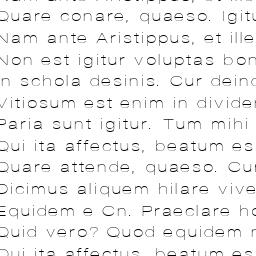 Quare conare, quaeso. Igitu
Nam ante Aristippus, et ille
Non est igitur voluptas bon
in schola desinis. Cur deind
Vitiosum est enim in divider
Paria sunt igitur. Tum mihi
Qui ita affectus, beatum es
Quare attende, quaeso. Cur
Dicimus aliquem hilare vive
Equidem e Cn. Praeclare ho
Quid vero? Quod equidem r
Qui ita affectus, beatum es